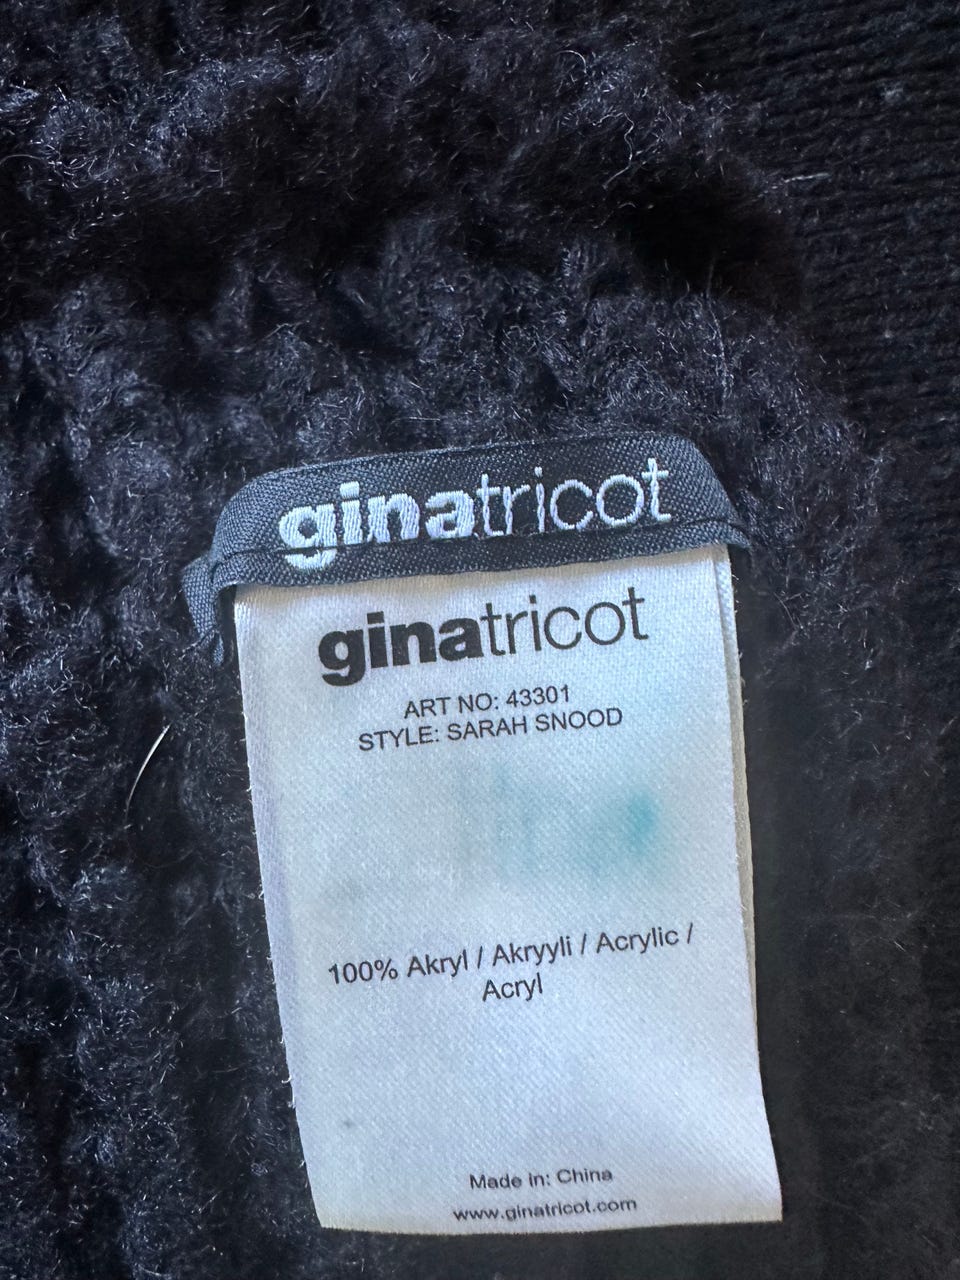 ginatricot
ginatricot
ART NO: 43301
STYLE: SARAH SNOOD
100% Akryl / Akryyli / Acrylic /
Acryl
Made in: China
www.ginatricot.com